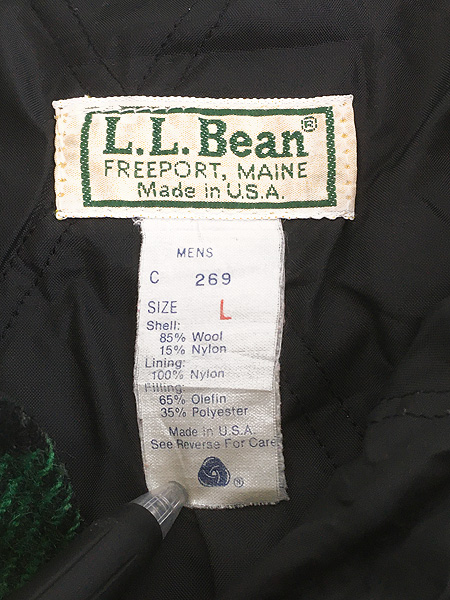 L.L. Bean®
FREEPORT, MAINE
Made in U.S.A.
MENS
C 269
SIZE L
Shell:
85% Wool
15% Nylon
Lining:
100% Nylon
Filling:
65% Olefin
35% Polyester
Made in U.S.A.
See Reverse For Care
®